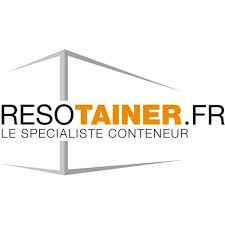 RESOTAINER.FR
LE SPECIALISTE CONTENEUR